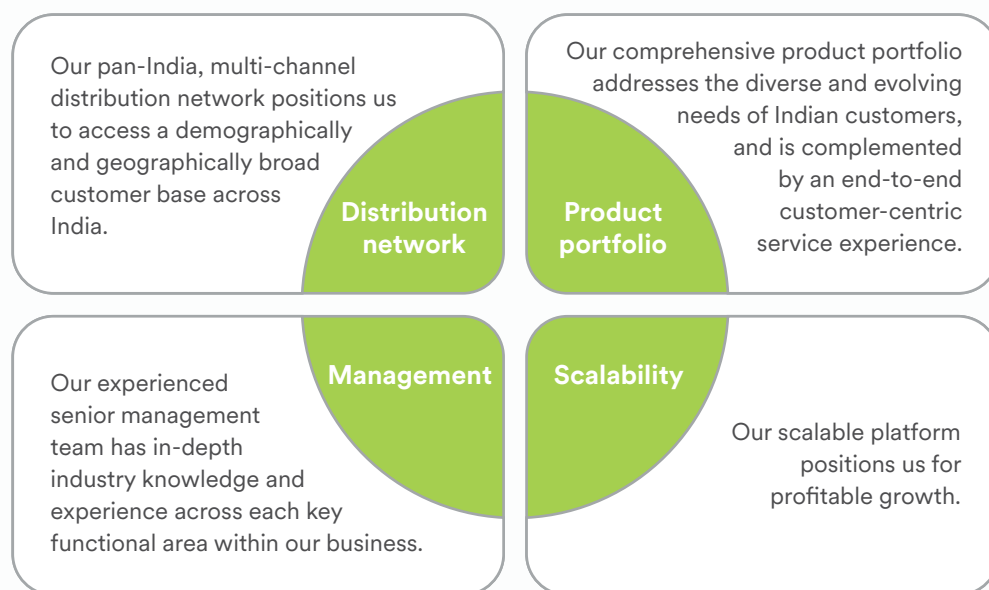 Our pan-India, multi-channel
distribution network positions us
to access a demographically
and geographically broad
customer base across
India.
Distribution
network
Our comprehensive product portfolio
addresses the diverse and evolving
needs of Indian customers,
and is complemented
by an end-to-end
customer-centric
service experience.
Product
portfolio
Management
Our experienced
senior management
team has in-depth
industry knowledge and
experience across each key
functional area within our business.
Scalability
Our scalable platform
positions us for
profitable growth.